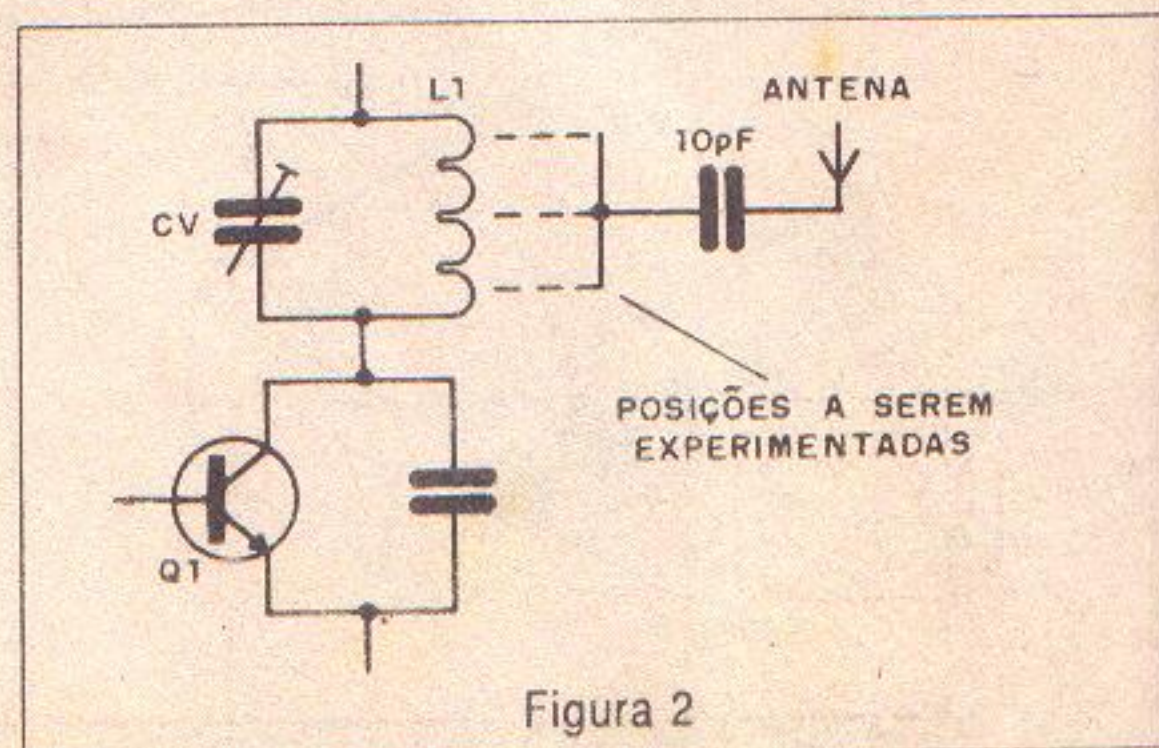 L1
ANTENA
10pF
CV
POSIÇÕES A SEREM
EXPERIMENTADAS
Q1
Figura 2